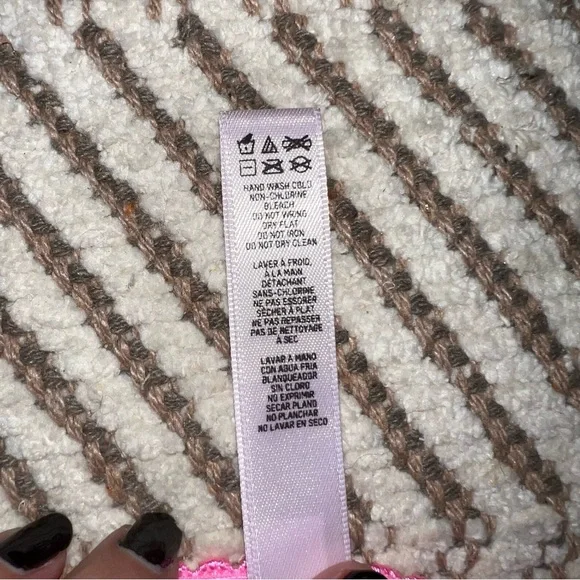 HAND WASH COLD
NON-CHLORINE
BLEACH
DO NOT WRING
DRY FLAT
DO NOT IRON
DO NOT DRY CLEAN
LAVER À FROID,
À LA MAIN
DÉTACHANT
SANS-CHLORINE
NE PAS ESSORER
SÉCHER À PLAT
NE PAS REPASSER
PAS DE NETTOYAGE
À SEC
LAVAR A MANO
CON AGUA FRIA
BLANQUEADOR
SIN CLORO
NO EXPRIMIR
SECAR PLANO
NO PLANCHAR
NO LAVAR EN SECO